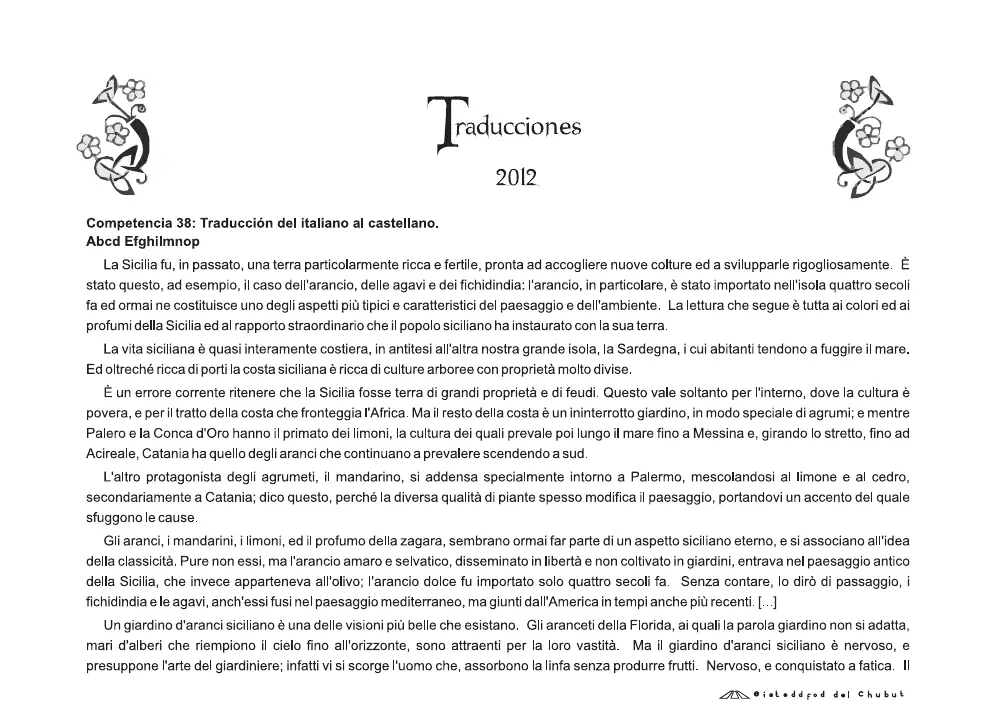 Traducciones
2012
Competencia 38: Traducción del italiano al castellano.
Abcd Efghilmnop
La Sicilia fu, in passato, una terra particolarmente ricca e fertile, pronta ad accogliere nuove colture ed a svilupparle rigogliosamente. È
stato questo, ad esempio, il caso dell'arancio, delle agavi e dei fichidindia: l'arancio, in particolare, è stato importato nell'isola quattro secoli
fa ed ormai ne costituisce uno degli aspetti più tipici e caratteristici del paesaggio e dell'ambiente. La lettura che segue è tutta ai colori ed ai
profumi della Sicilia ed al rapporto straordinario che il popolo siciliano ha instaurato con la sua terra.
La vita siciliana è quasi interamente costiera, in antitesi all'altra nostra grande isola, la Sardegna, i cui abitanti tendono a fuggire il mare.
Ed oltreché ricca di porti la costa siciliana è ricca di culture arboree con proprietà molto divise.
È un errore corrente ritenere che la Sicilia fosse terra di grandi proprietà e di feudi. Questo vale soltanto per l'interno, dove la cultura è
povera, e per il tratto della costa che fronteggia l'Africa. Ma il resto della costa è un ininterrotto giardino, in modo speciale di agrumi; e mentre
Palero e la Conca d'Oro hanno il primato dei limoni, la cultura dei quali prevale poi lungo il mare fino a Messina e, girando lo stretto, fino ad
Acireale, Catania ha quello degli aranci che continuano a prevalere scendendo a sud.
L'altro protagonista degli agrumeti, il mandarino, si addensa specialmente intorno a Palermo, mescolandosi al limone e al cedro,
secondariamente a Catania; dico questo, perché la diversa qualità di piante spesso modifica il paesaggio, portandovi un accento del quale
sfuggono le cause.
Gli aranci, i mandarini, i limoni, ed il profumo della zagara, sembrano ormai far parte di un aspetto siciliano eterno, e si associano all'idea
della classicità. Pure non essi, ma l'arancio amaro e selvatico, disseminato in libertà e non coltivato in giardini, entrava nel paesaggio antico
della Sicilia, che invece apparteneva all'olivo; l'arancio dolce fu importato solo quattro secoli fa. Senza contare, lo dirò di passaggio, i
fichidindia e le agavi, anch'essi fusi nel paesaggio mediterraneo, ma giunti dall'America in tempi anche più recenti. [...]
Un giardino d'aranci siciliano è una delle visioni più belle che esistano. Gli aranceti della Florida, ai quali la parola giardino non si adatta,
mari d'alberi che riempiono il cielo fino all'orizzonte, sono attraenti per la loro vastità. Ma il giardino d'aranci siciliano è nervoso, e
presuppone l'arte del giardiniere; infatti vi si scorge l'uomo che, assorbono la linfa senza produrre frutti. Nervoso, e conquistato a fatica. Il
Eisteddfod del Chubut